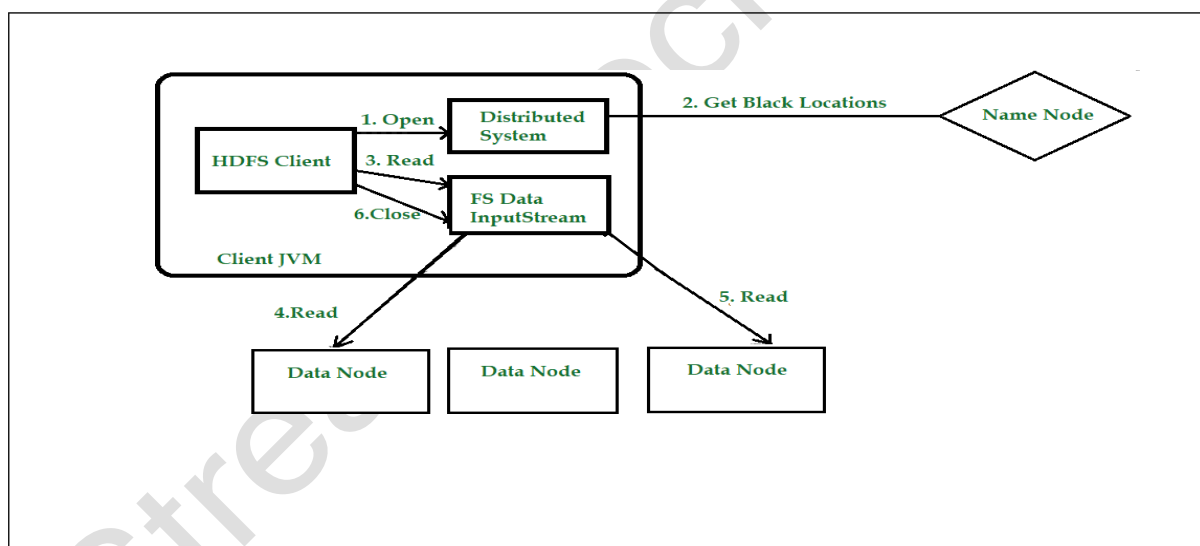 1. Open
Distributed
System
2. Get Black Locations
Name Node
HDFS Client
3. Read
FS Data
InputStream
6.Close
Client JVM
4.Read
5. Read
Data Node
Data Node
Data Node